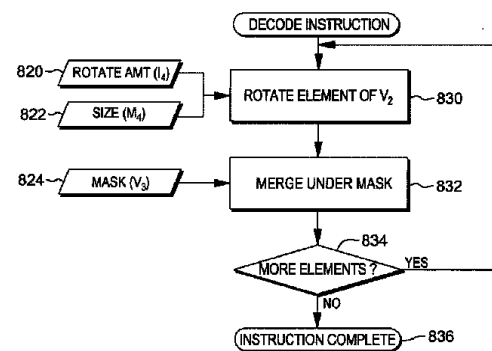 DECODE INSTRUCTION
820
ROTATE AMT (I4)
822
SIZE (M4)
ROTATE ELEMENT OF V2
830
824
MASK (V3)
MERGE UNDER MASK
832
834
MORE ELEMENTS ?
YES
NO
INSTRUCTION COMPLETE
836